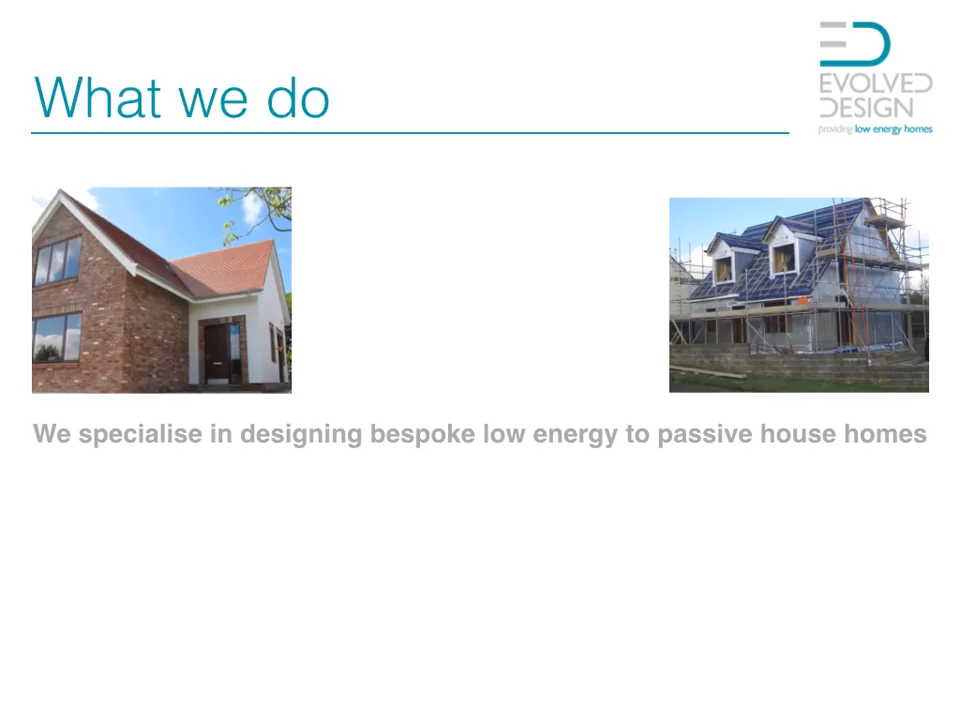 EVOLVED
DESIGN
providing low energy homes
What we do
We specialise in designing bespoke low energy to passive house homes